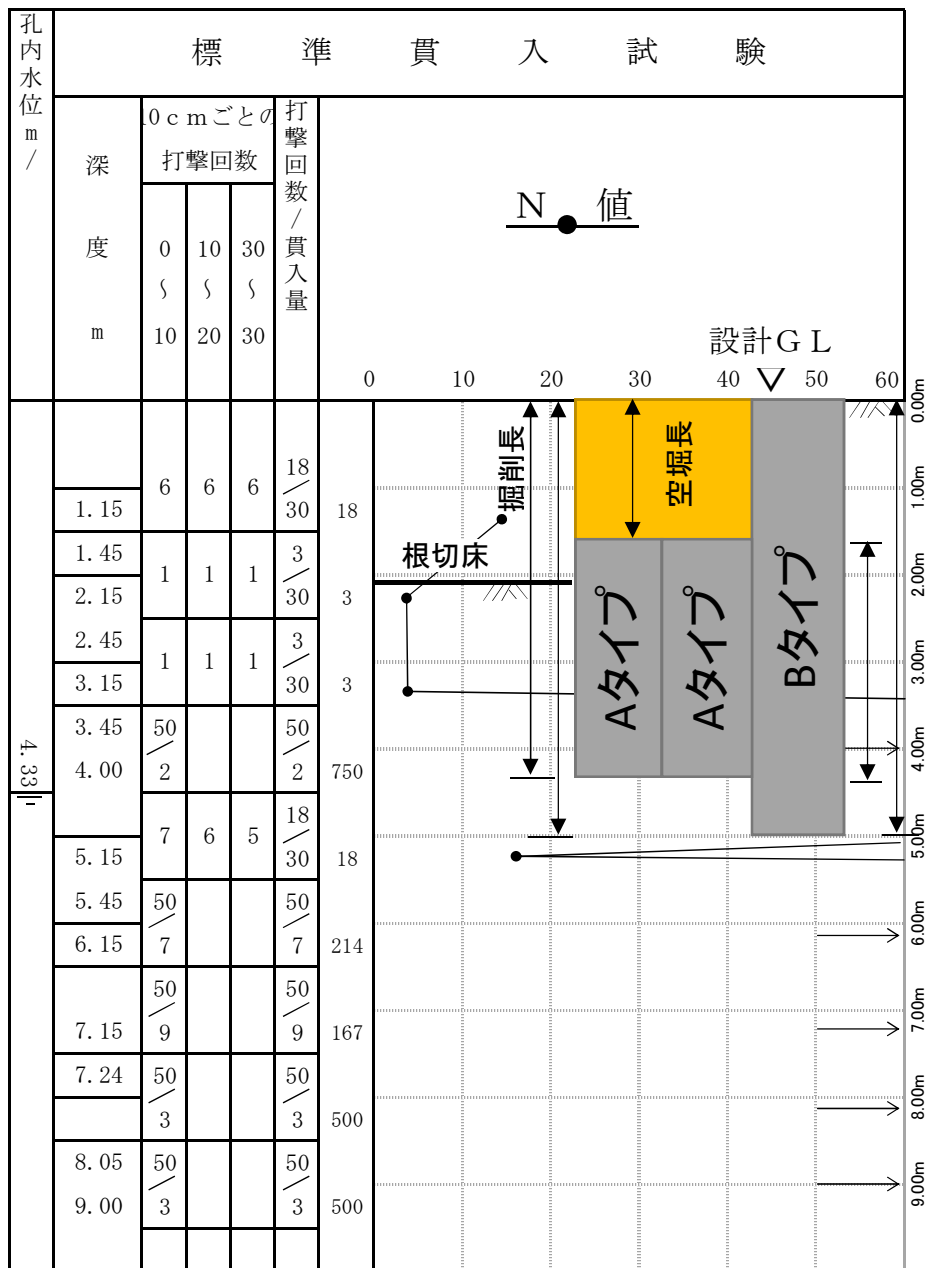 孔内水位m/
標準貫入試験
深度m
10cmごとの
打撃回数
打撃回数/貫入量
0 10 30
~ ~ ~
10 20 30
N 値
設計GL
0 10 20 30 40 50 60
0.00m
掘削長
空堀長
6 6 6 18/30
1.00m
1.15 18
根切床
1.45
1 1 1 3/30
2.00m
2.15 3
Aタイプ
Aタイプ
Bタイプ
2.45
1 1 1 3/30
3.00m
3.15 3
3.45 50/2 50/2
4.00 750
4.00m
4.33
7 6 5 18/30
5.00m
5.15 18
5.45 50/7 50/7
6.00m
6.15 214
50/9 50/9
7.00m
7.15 167
7.24 50/3 50/3
8.00m
500
8.05 50/3 50/3
9.00 500
9.00m